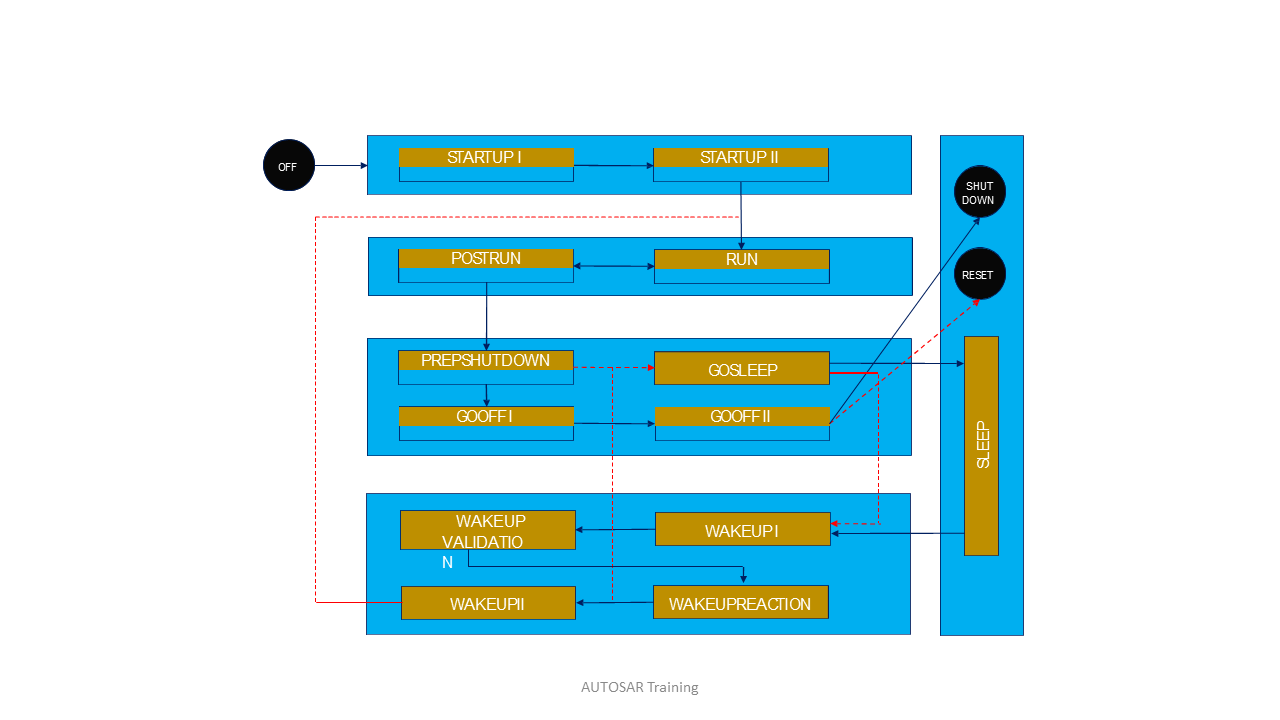 OFF
STARTUP I
STARTUP II
SHUT
DOWN
POSTRUN
RUN
RESET
PREPSHUTDOWN
GOSLEEP
GOOFF I
GOOFF II
SLEEP
WAKEUP
VALIDATIO
N
WAKEUP I
WAKEUPII
WAKEUPREACTION
AUTOSAR Training